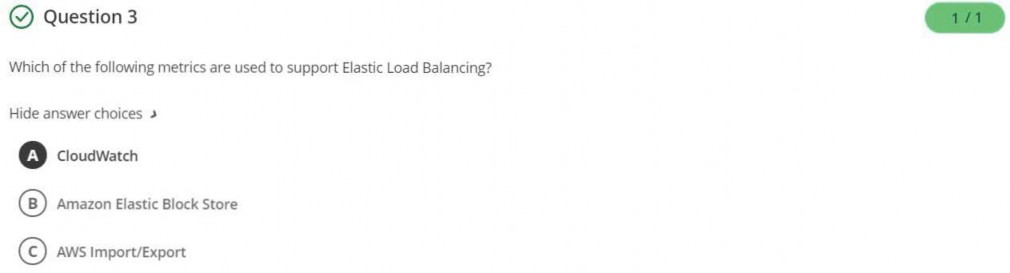 Question 3
1 / 1
Which of the following metrics are used to support Elastic Load Balancing?
Hide answer choices
A CloudWatch
B Amazon Elastic Block Store
C AWS Import/Export